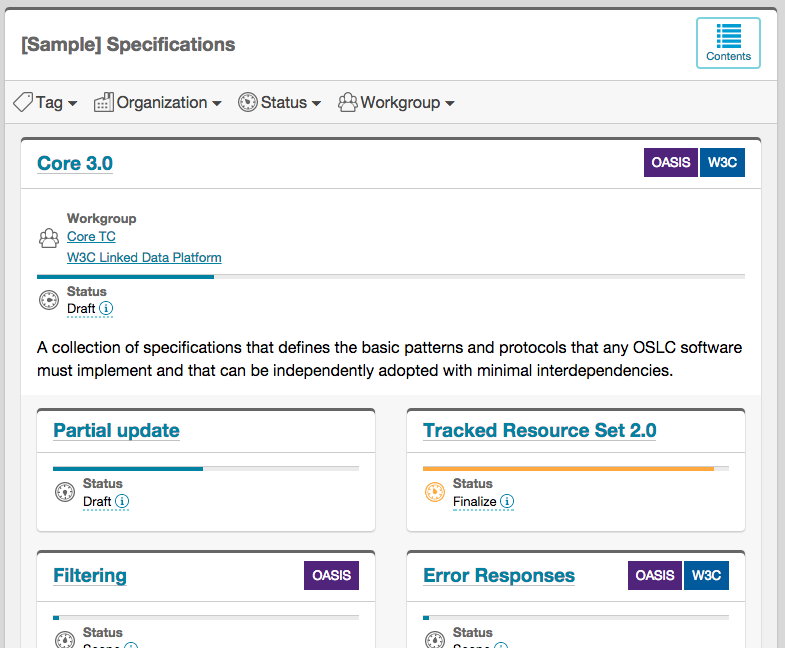 [Sample] Specifications
Contents
Tag
Organization
Status
Workgroup
Core 3.0
OASIS
W3C
Workgroup
Core TC
W3C Linked Data Platform
Status
Draft
A collection of specifications that defines the basic patterns and protocols that any OSLC software
must implement and that can be independently adopted with minimal interdependencies.
Partial update
Status
Draft
Tracked Resource Set 2.0
Status
Finalize
Filtering
OASIS
Status
Scope
Error Responses
OASIS
W3C
Status
Scope